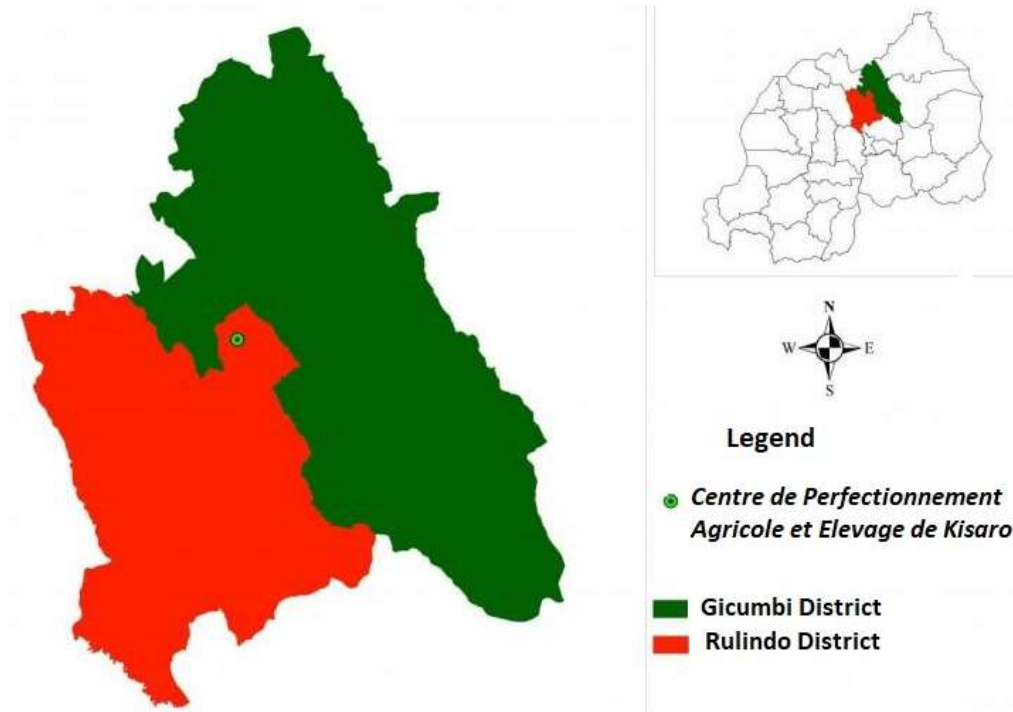 N
W E
S
Legend
Centre de Perfectionnement
Agricole et Elevage de Kisaro
Gicumbi District
Rulindo District